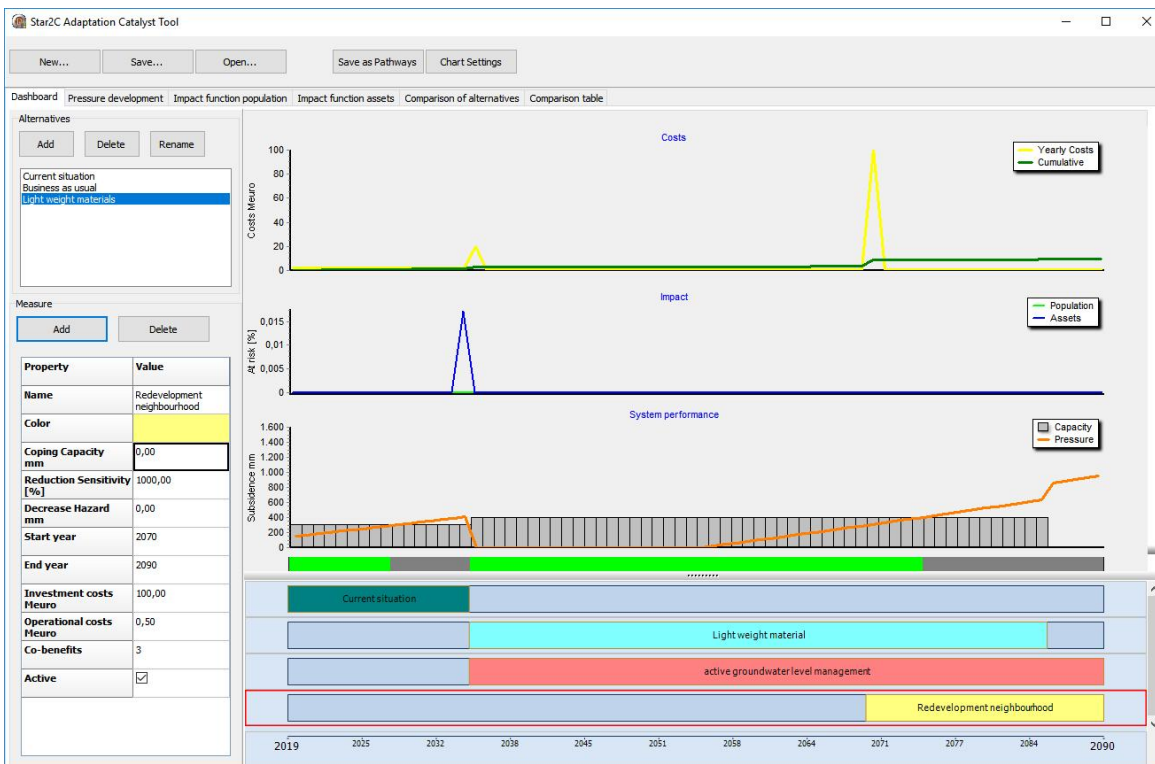 Star2C Adaptation Catalyst Tool
New... Save... Open... Save as Pathways Chart Settings
Dashboard Pressure development Impact function population Impact function assets Comparison of alternatives Comparison table
Alternatives
Add Delete Rename
Current situation
Business as usual
Light weight materials
Measure
Add Delete
Property Value
Name Redevelopment
neighbourhood
Color
Coping Capacity
mm 0,00
Reduction Sensitivity
[%] 1000,00
Decrease Hazard
mm 0,00
Start year 2070
End year 2090
Investment costs
Meuro 100,00
Operational costs
Meuro 0,50
Co-benefits 3
Active
Costs
Costs Meuro
100
80
60
40
20
0
Yearly Costs
Cumulative
Impact
At risk [%]
0,015
0,01
0,005
0
Population
Assets
System performance
Subsidence mm
1.600
1.400
1.200
1.000
800
600
400
200
0
Capacity
Pressure
Current situation
Light weight material
active groundwater level management
Redevelopment neighbourhood
2019 2025 2032 2038 2045 2051 2058 2064 2071 2077 2084 2090